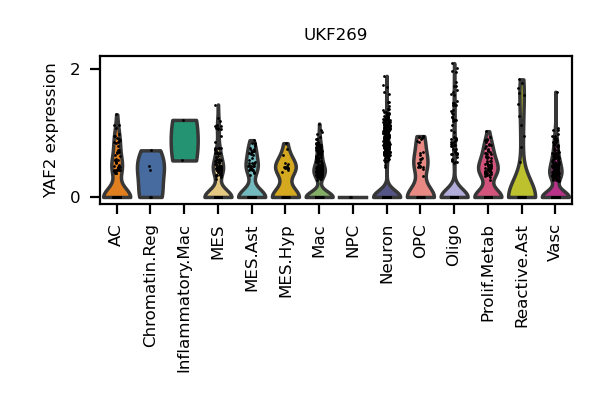 UKF269
YAF2 expression
2
0
AC
Chromatin.Reg
Inflammatory.Mac
MES
MES.Ast
MES.Hyp
Mac
NPC
Neuron
OPC
Oligo
Prolif.Metab
Reactive.Ast
Vasc